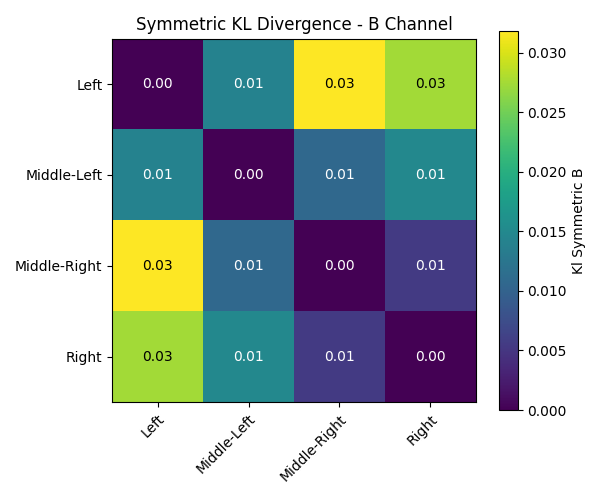 Symmetric KL Divergence - B Channel
Left 0.00 0.01 0.03 0.03
Middle-Left 0.01 0.00 0.01 0.01
Middle-Right 0.03 0.01 0.00 0.01
Right 0.03 0.01 0.01 0.00
Left Middle-Left Middle-Right Right
0.030
0.025
0.020
0.015
0.010
0.005
0.000
Kl Symmetric B